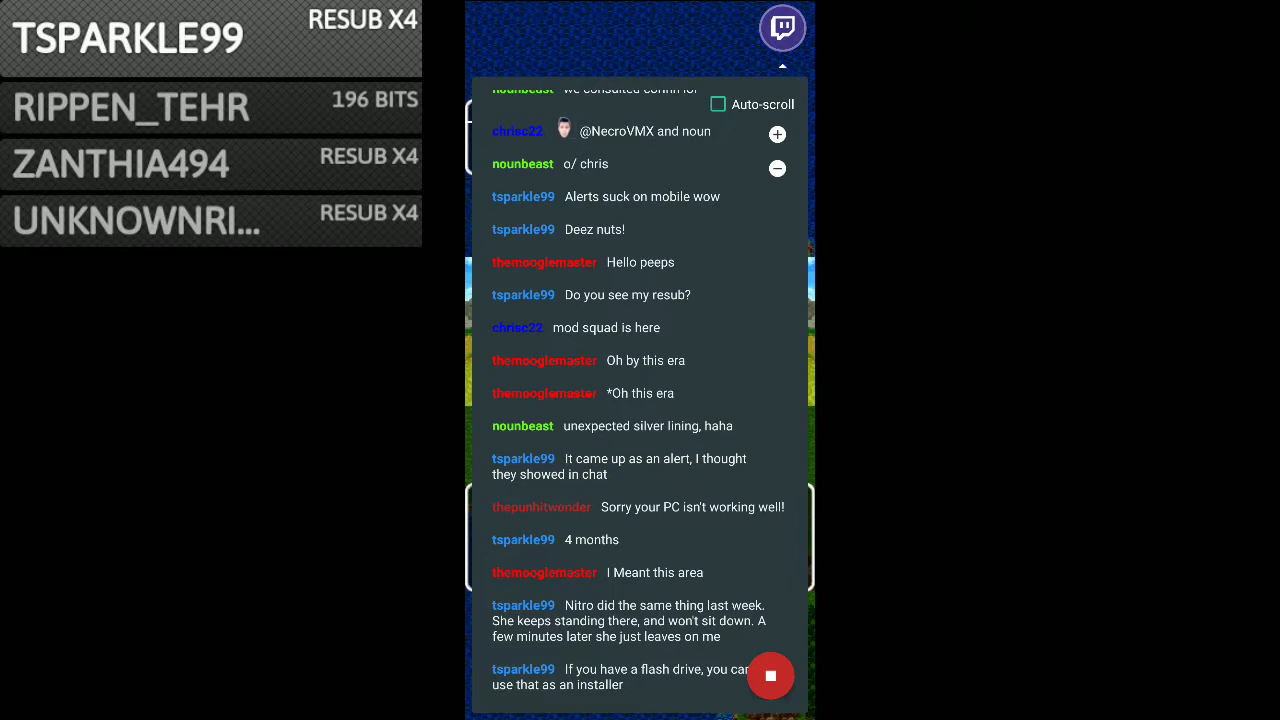 TSPARKLE99 RESUB X4
RIPPEN_TEHR 196 BITS
ZANTHIA494 RESUB X4
UNKNOWNRI... RESUB X4
nounbeast we consulted
Auto-scroll
chrisc22 @NecroVMX and noun
nounbeast o/ chris
tsparkle99 Alerts suck on mobile wow
tsparkle99 Deez nuts!
themooglemaster Hello peeps
tsparkle99 Do you see my resub?
chrisc22 mod squad is here
themooglemaster Oh by this era
themooglemaster *Oh this era
nounbeast unexpected silver lining, haha
tsparkle99 It came up as an alert, I thought
they showed in chat
thepunhitwonder Sorry your PC isn't working well!
tsparkle99 4 months
themooglemaster I Meant this area
tsparkle99 Nitro did the same thing last week.
She keeps standing there, and won't sit down. A
few minutes later she just leaves on me
tsparkle99 If you have a flash drive, you can
use that as an installer